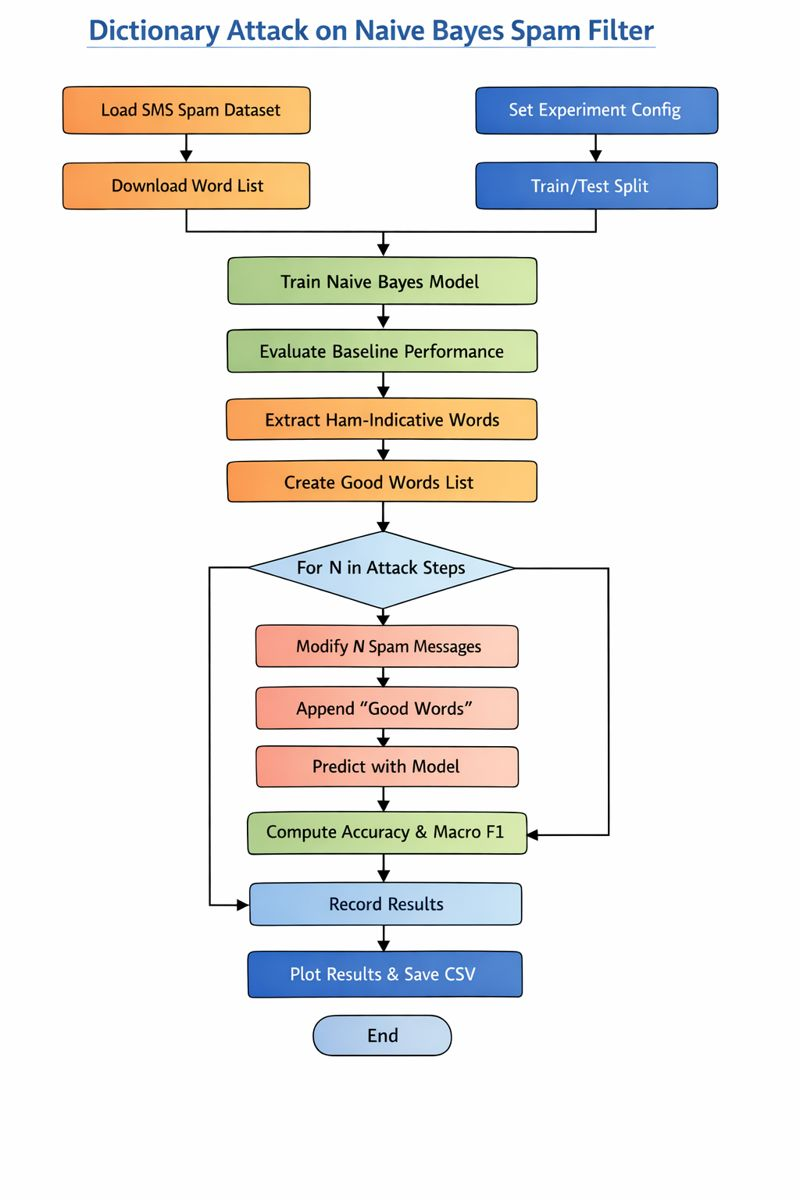 Dictionary Attack on Naive Bayes Spam Filter
Load SMS Spam Dataset
Set Experiment Config
Download Word List
Train/Test Split
Train Naive Bayes Model
Evaluate Baseline Performance
Extract Ham-Indicative Words
Create Good Words List
For N in Attack Steps
Modify N Spam Messages
Append “Good Words”
Predict with Model
Compute Accuracy & Macro F1
Record Results
Plot Results & Save CSV
End